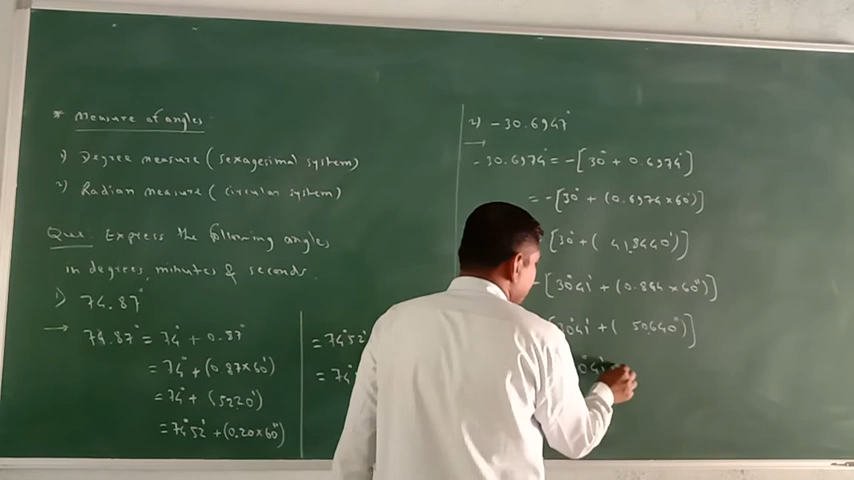 * Measure of angles
1) Degree measure (sexagesimal system)
2) Radian measure (circular system)
Que: Express the following angles
in degrees, minutes & seconds.
1) 74.87°
→ 74.87° = 74° + 0.87°
= 74° + (0.87×60')
= 74° + (52.20')
= 74° 52' + (0.20×60")
= 74° 52'
= 74°
2) -30.6947°
→ -30.6974° = -[30° + 0.6974°]
= -[30° + (0.6974×60')]
[30° + (41.8440')]
-[30° 41' + (0.844×60")]
[30° 41' + (50.640")]
0° 41'